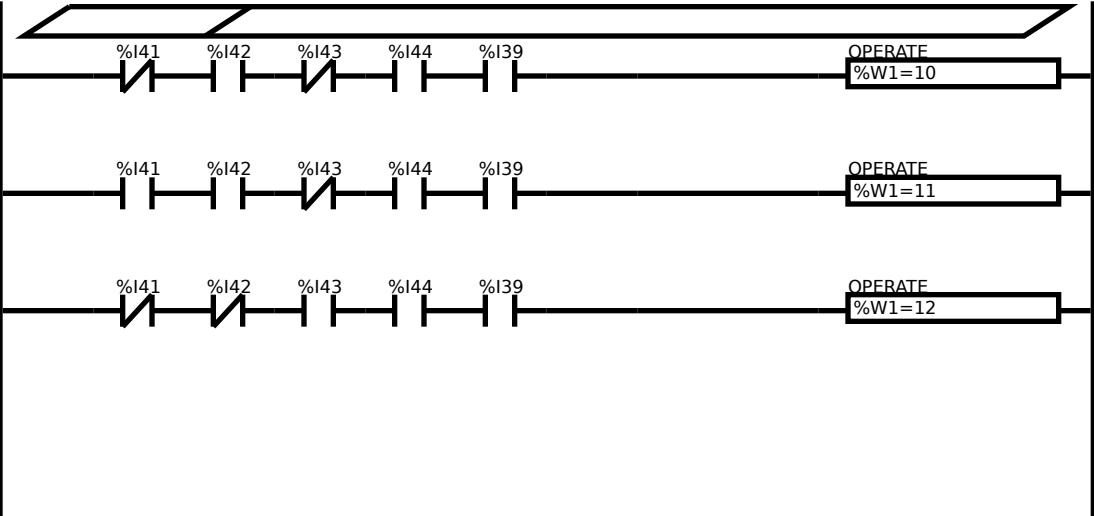 %I41 %I42 %I43 %I44 %I39 OPERATE
%W1=10
%I41 %I42 %I43 %I44 %I39 OPERATE
%W1=11
%I41 %I42 %I43 %I44 %I39 OPERATE
%W1=12